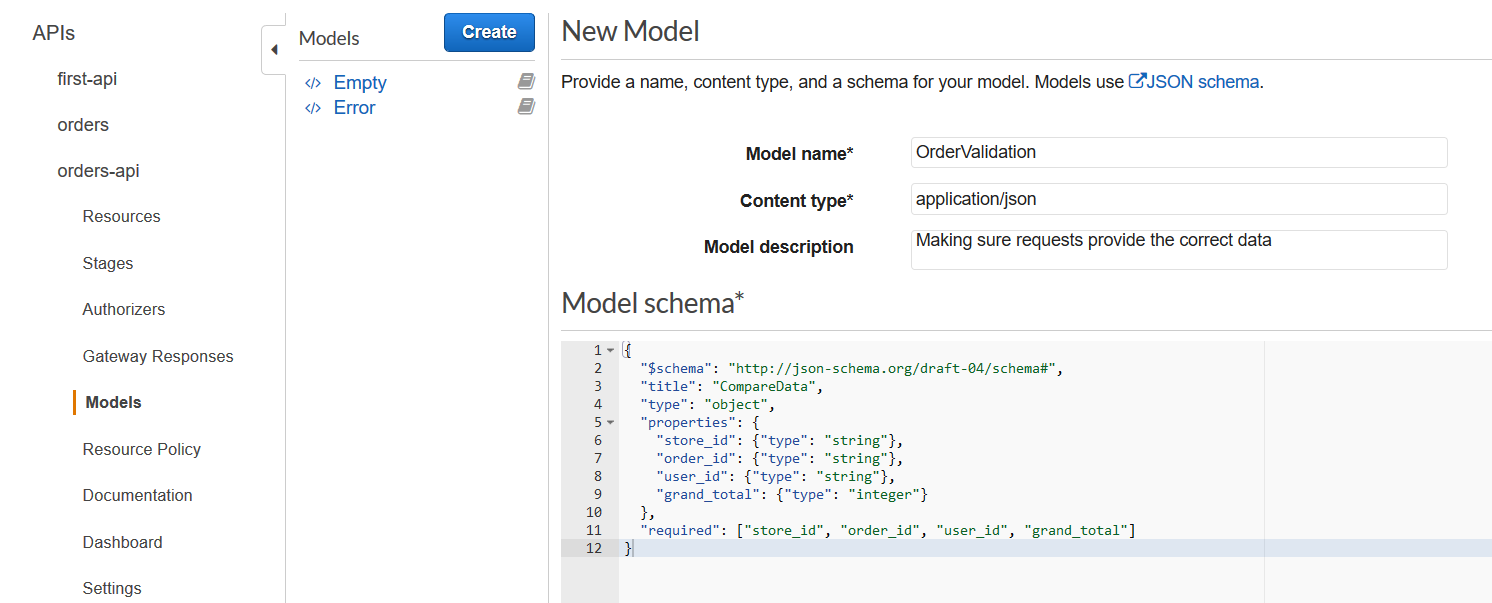 APIs
first-api
orders
orders-api
Resources
Stages
Authorizers
Gateway Responses
Models
Resource Policy
Documentation
Dashboard
Settings
Models
Create
</> Empty
</> Error
New Model
Provide a name, content type, and a schema for your model. Models use JSON schema.
Model name* OrderValidation
Content type* application/json
Model description Making sure requests provide the correct data
Model schema*
1 {
2 "$schema": "http://json-schema.org/draft-04/schema#",
3 "title": "CompareData",
4 "type": "object",
5 "properties": {
6 "store_id": {"type": "string"},
7 "order_id": {"type": "string"},
8 "user_id": {"type": "string"},
9 "grand_total": {"type": "integer"}
10 },
11 "required": ["store_id", "order_id", "user_id", "grand_total"]
12 }